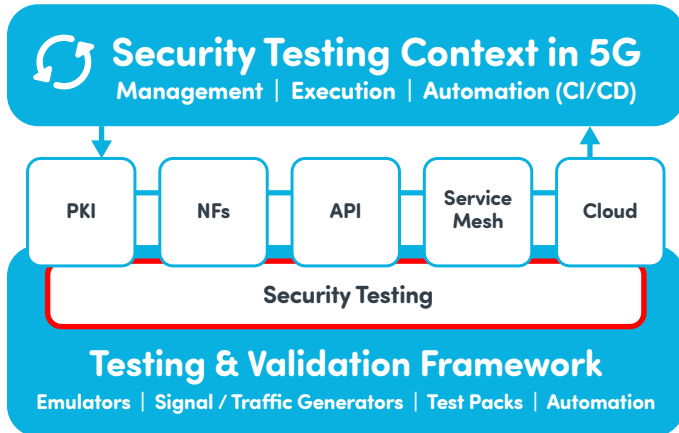 Security Testing Context in 5G
Management | Execution | Automation (CI/CD)
PKI
NFs
API
Service
Mesh
Cloud
Security Testing
Testing & Validation Framework
Emulators | Signal / Traffic Generators | Test Packs | Automation